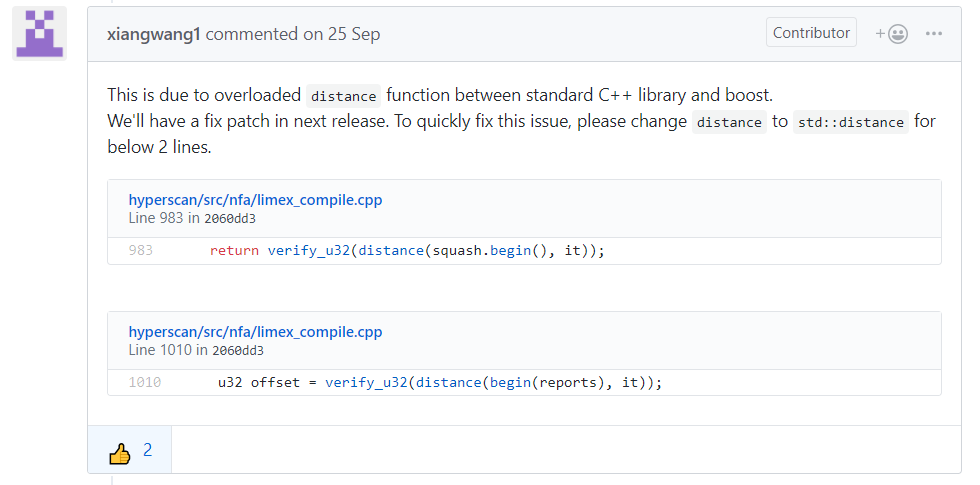 xiangwang1 commented on 25 Sep
Contributor
+
This is due to overloaded distance function between standard C++ library and boost.
We'll have a fix patch in next release. To quickly fix this issue, please change distance to std::distance for
below 2 lines.
hyperscan/src/nfa/limex_compile.cpp
Line 983 in 2060dd3
983 return verify_u32(distance(squash.begin(), it));
hyperscan/src/nfa/limex_compile.cpp
Line 1010 in 2060dd3
1010 u32 offset = verify_u32(distance(begin(reports), it));
2